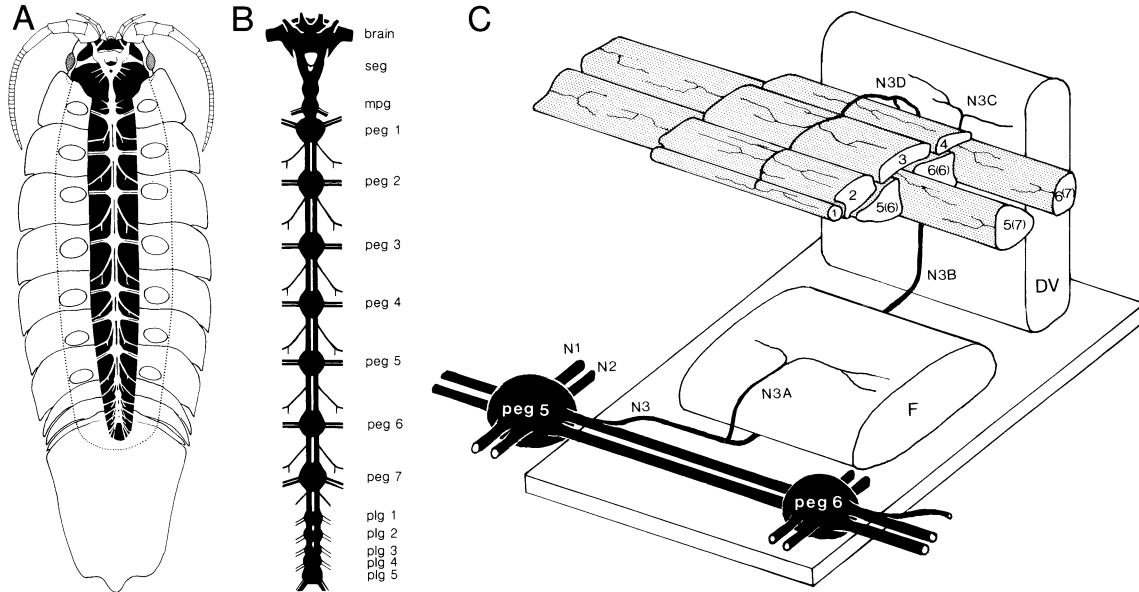 A
B
brain
seg
mpg
peg 1
peg 2
peg 3
peg 4
peg 5
peg 6
peg 7
plg 1
plg 2
plg 3
plg 4
plg 5
C
N3D
N3C
4
3
6(6)
6(7)
2
1
5(6)
5(7)
N3B
DV
N1
N2
peg 5
N3
N3A
F
peg 6